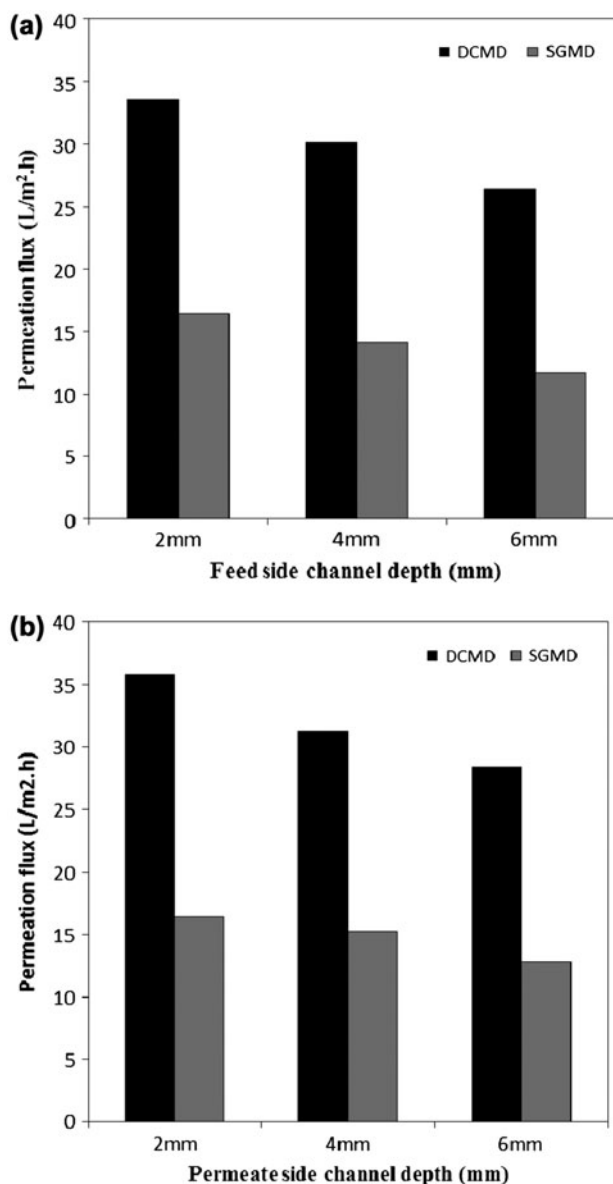 (a)
40
DCMD SGMD
35
30
25
20
15
10
5
0
Permeation flux (L/m².h)
2mm 4mm 6mm
Feed side channel depth (mm)
(b)
40
DCMD SGMD
35
30
25
20
15
10
5
0
Permeation flux (L/m2.h)
2mm 4mm 6mm
Permeate side channel depth (mm)